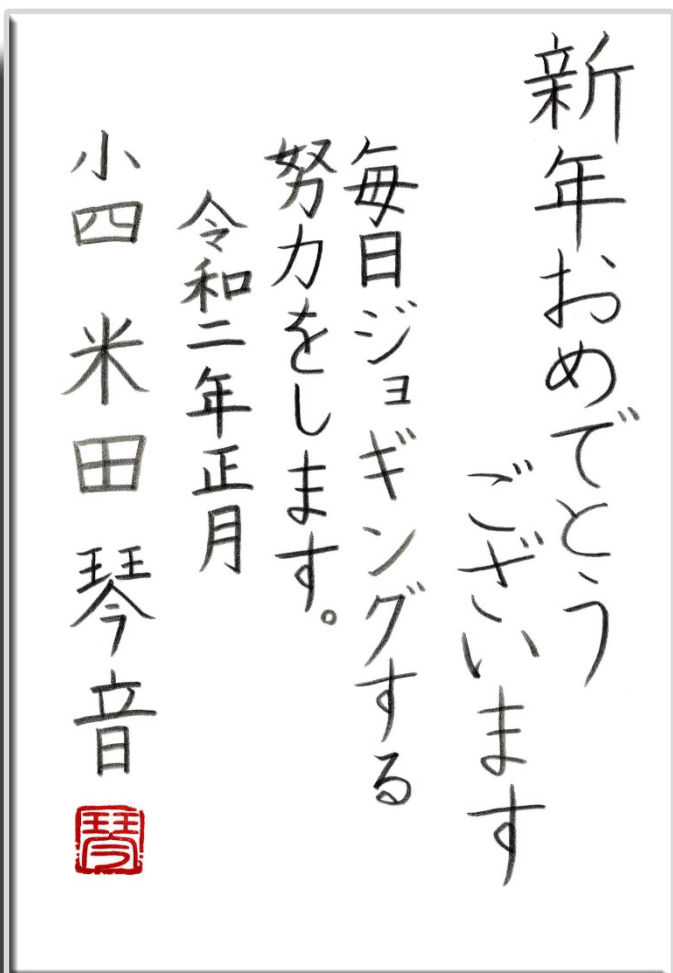 新年おめでとう
ございます
毎日ジョギングする
努力をします。
令和二年正月
小四 米田 琴音
琴